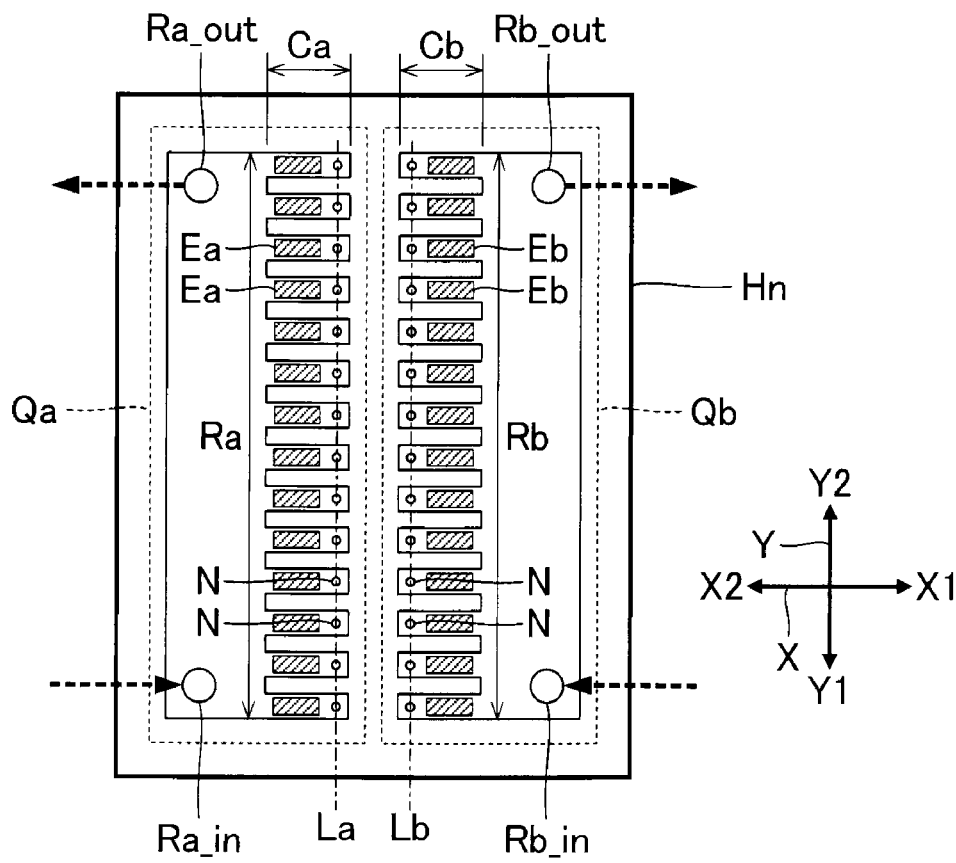 Ra_out Rb_out
Ca Cb
Ea Eb
Ea Eb Hn
Qa Qb
Ra Rb
Y2
Y
N N X2 X1
N N X
Y1
Ra_in La Lb Rb_in